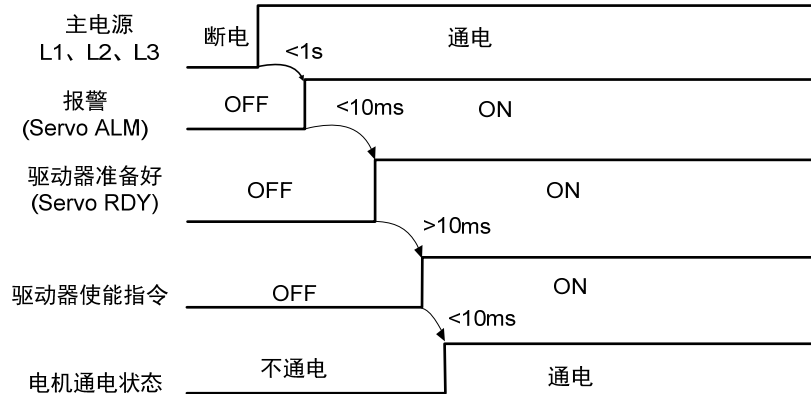 主电源
L1、L2、L3
断电
<1s
通电
报警
(Servo ALM)
OFF
<10ms
ON
驱动器准备好
(Servo RDY)
OFF
ON
>10ms
驱动器使能指令
OFF
ON
<10ms
电机通电状态
不通电
通电